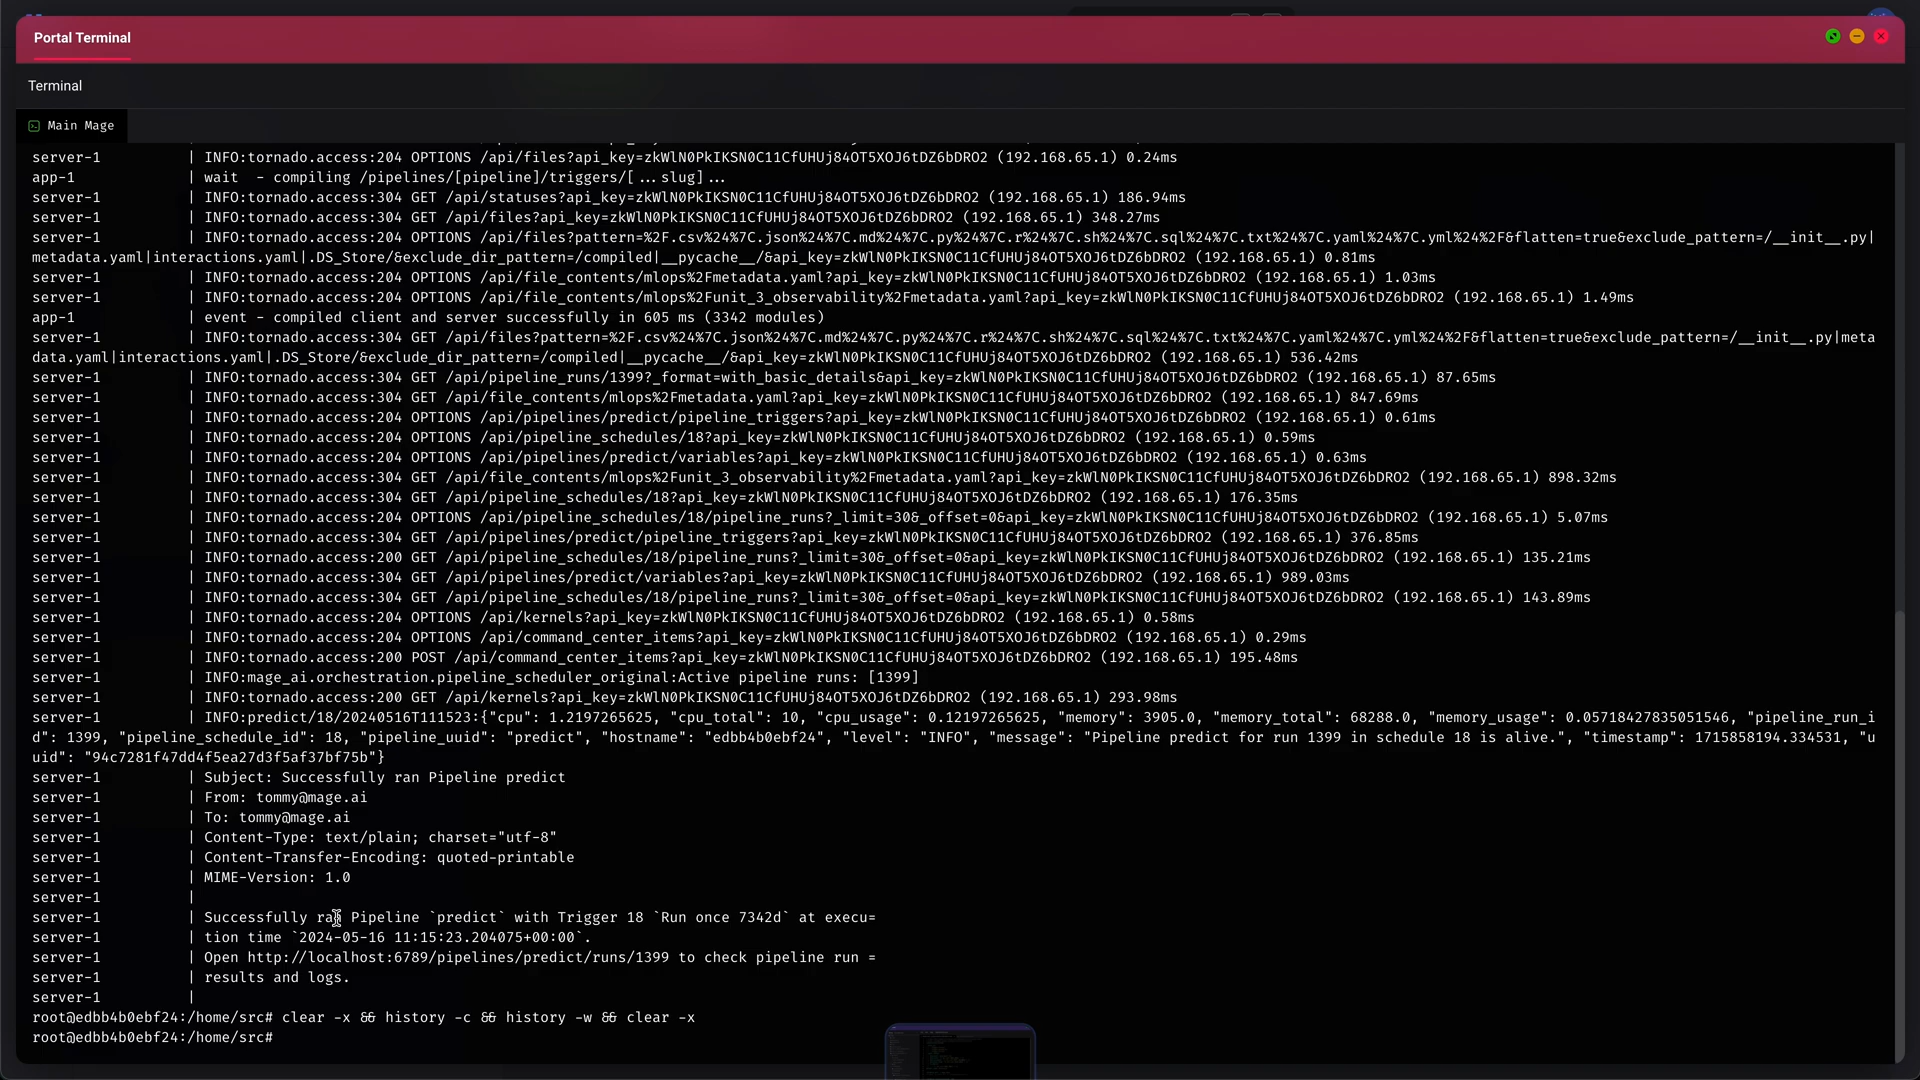 Portal Terminal
Terminal
Main Mage
server-1 | INFO:tornado.access:204 OPTIONS /api/files?api_key=zkWlN0PkIKSN0C11CfUHUj84OT5XOJ6tDZ6bDRO2 (192.168.65.1) 0.24ms
app-1 | wait  - compiling /pipelines/[pipeline]/triggers/[...slug]...
server-1 | INFO:tornado.access:304 GET /api/statuses?api_key=zkWlN0PkIKSN0C11CfUHUj84OT5XOJ6tDZ6bDRO2 (192.168.65.1) 186.94ms
server-1 | INFO:tornado.access:304 GET /api/files?api_key=zkWlN0PkIKSN0C11CfUHUj84OT5XOJ6tDZ6bDRO2 (192.168.65.1) 348.27ms
server-1 | INFO:tornado.access:204 OPTIONS /api/files?pattern=%2F.csv%24%7C.json%24%7C.md%24%7C.py%24%7C.r%24%7C.sh%24%7C.sql%24%7C.txt%24%7C.yaml%24%7C.yml%24%2F&flatten=true&exclude_pattern=/__init__.py|
metadata.yaml|interactions.yaml|.DS_Store/&exclude_dir_pattern=/compiled|__pycache__/&api_key=zkWlN0PkIKSN0C11CfUHUj84OT5XOJ6tDZ6bDRO2 (192.168.65.1) 0.81ms
server-1 | INFO:tornado.access:204 OPTIONS /api/file_contents/mlops%2Fmetadata.yaml?api_key=zkWlN0PkIKSN0C11CfUHUj84OT5XOJ6tDZ6bDRO2 (192.168.65.1) 1.03ms
server-1 | INFO:tornado.access:204 OPTIONS /api/file_contents/mlops%2Funit_3_observability%2Fmetadata.yaml?api_key=zkWlN0PkIKSN0C11CfUHUj84OT5XOJ6tDZ6bDRO2 (192.168.65.1) 1.49ms
app-1 | event - compiled client and server successfully in 605 ms (3342 modules)
server-1 | INFO:tornado.access:304 GET /api/files?pattern=%2F.csv%24%7C.json%24%7C.md%24%7C.py%24%7C.r%24%7C.sh%24%7C.sql%24%7C.txt%24%7C.yaml%24%7C.yml%24%2F&flatten=true&exclude_pattern=/__init__.py|meta
data.yaml|interactions.yaml|.DS_Store/&exclude_dir_pattern=/compiled|__pycache__/&api_key=zkWlN0PkIKSN0C11CfUHUj84OT5XOJ6tDZ6bDRO2 (192.168.65.1) 536.42ms
server-1 | INFO:tornado.access:304 GET /api/pipeline_runs/1399?_format=with_basic_details&api_key=zkWlN0PkIKSN0C11CfUHUj84OT5XOJ6tDZ6bDRO2 (192.168.65.1) 87.65ms
server-1 | INFO:tornado.access:304 GET /api/file_contents/mlops%2Fmetadata.yaml?api_key=zkWlN0PkIKSN0C11CfUHUj84OT5XOJ6tDZ6bDRO2 (192.168.65.1) 847.69ms
server-1 | INFO:tornado.access:204 OPTIONS /api/pipelines/predict/pipeline_triggers?api_key=zkWlN0PkIKSN0C11CfUHUj84OT5XOJ6tDZ6bDRO2 (192.168.65.1) 0.61ms
server-1 | INFO:tornado.access:204 OPTIONS /api/pipeline_schedules/18?api_key=zkWlN0PkIKSN0C11CfUHUj84OT5XOJ6tDZ6bDRO2 (192.168.65.1) 0.59ms
server-1 | INFO:tornado.access:204 OPTIONS /api/pipelines/predict/variables?api_key=zkWlN0PkIKSN0C11CfUHUj84OT5XOJ6tDZ6bDRO2 (192.168.65.1) 0.63ms
server-1 | INFO:tornado.access:304 GET /api/file_contents/mlops%2Funit_3_observability%2Fmetadata.yaml?api_key=zkWlN0PkIKSN0C11CfUHUj84OT5XOJ6tDZ6bDRO2 (192.168.65.1) 898.32ms
server-1 | INFO:tornado.access:304 GET /api/pipeline_schedules/18?api_key=zkWlN0PkIKSN0C11CfUHUj84OT5XOJ6tDZ6bDRO2 (192.168.65.1) 176.35ms
server-1 | INFO:tornado.access:204 OPTIONS /api/pipeline_schedules/18/pipeline_runs?_limit=30&_offset=0&api_key=zkWlN0PkIKSN0C11CfUHUj84OT5XOJ6tDZ6bDRO2 (192.168.65.1) 5.07ms
server-1 | INFO:tornado.access:304 GET /api/pipelines/predict/pipeline_triggers?api_key=zkWlN0PkIKSN0C11CfUHUj84OT5XOJ6tDZ6bDRO2 (192.168.65.1) 376.85ms
server-1 | INFO:tornado.access:200 GET /api/pipeline_schedules/18/pipeline_runs?_limit=30&_offset=0&api_key=zkWlN0PkIKSN0C11CfUHUj84OT5XOJ6tDZ6bDRO2 (192.168.65.1) 135.21ms
server-1 | INFO:tornado.access:304 GET /api/pipelines/predict/variables?api_key=zkWlN0PkIKSN0C11CfUHUj84OT5XOJ6tDZ6bDRO2 (192.168.65.1) 989.03ms
server-1 | INFO:tornado.access:304 GET /api/pipeline_schedules/18/pipeline_runs?_limit=30&_offset=0&api_key=zkWlN0PkIKSN0C11CfUHUj84OT5XOJ6tDZ6bDRO2 (192.168.65.1) 143.89ms
server-1 | INFO:tornado.access:204 OPTIONS /api/kernels?api_key=zkWlN0PkIKSN0C11CfUHUj84OT5XOJ6tDZ6bDRO2 (192.168.65.1) 0.58ms
server-1 | INFO:tornado.access:204 OPTIONS /api/command_center_items?api_key=zkWlN0PkIKSN0C11CfUHUj84OT5XOJ6tDZ6bDRO2 (192.168.65.1) 0.29ms
server-1 | INFO:tornado.access:200 POST /api/command_center_items?api_key=zkWlN0PkIKSN0C11CfUHUj84OT5XOJ6tDZ6bDRO2 (192.168.65.1) 195.48ms
server-1 | INFO:mage_ai.orchestration.pipeline_scheduler_original:Active pipeline runs: [1399]
server-1 | INFO:tornado.access:200 GET /api/kernels?api_key=zkWlN0PkIKSN0C11CfUHUj84OT5XOJ6tDZ6bDRO2 (192.168.65.1) 293.98ms
server-1 | INFO:predict/18/20240516T111523:{"cpu": 1.2197265625, "cpu_total": 10, "cpu_usage": 0.12197265625, "memory": 3905.0, "memory_total": 68288.0, "memory_usage": 0.05718427835051546, "pipeline_run_i
d": 1399, "pipeline_schedule_id": 18, "pipeline_uuid": "predict", "hostname": "edbb4b0ebf24", "level": "INFO", "message": "Pipeline predict for run 1399 in schedule 18 is alive.", "timestamp": 1715858194.334531, "u
uid": "94c7281f47dd4f5ea27d3f5af37bf75b"}
server-1 | Subject: Successfully ran Pipeline predict
server-1 | From: tommy@mage.ai
server-1 | To: tommy@mage.ai
server-1 | Content-Type: text/plain; charset="utf-8"
server-1 | Content-Transfer-Encoding: quoted-printable
server-1 | MIME-Version: 1.0
server-1 |
server-1 | Successfully ran Pipeline `predict` with Trigger 18 `Run once 7342d` at execu=
server-1 | tion time `2024-05-16 11:15:23.204075+00:00`.
server-1 | Open http://localhost:6789/pipelines/predict/runs/1399 to check pipeline run =
server-1 | results and logs.
server-1 |
root@edbb4b0ebf24:/home/src# clear -x && history -c && history -w && clear -x
root@edbb4b0ebf24:/home/src#